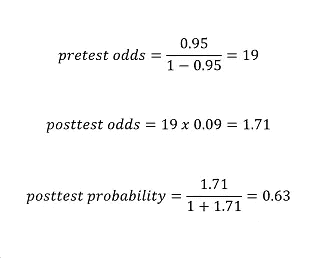 pretest odds = 0.95 / 1 − 0.95 = 19
posttest odds = 19 x 0.09 = 1.71
posttest probability = 1.71 / 1 + 1.71 = 0.63